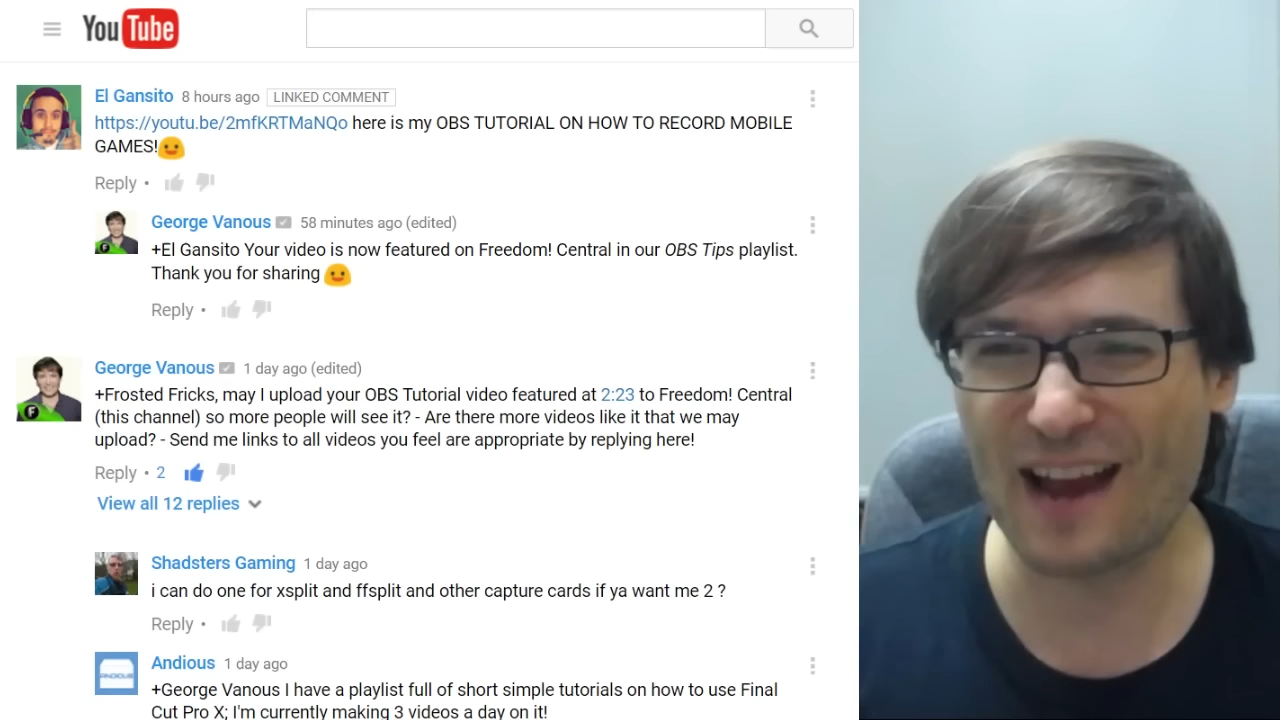 YouTube
El Gansito 8 hours ago LINKED COMMENT
https://youtu.be/2mfKRTMaNQo here is my OBS TUTORIAL ON HOW TO RECORD MOBILE
GAMES!
Reply •
George Vanous 58 minutes ago (edited)
+El Gansito Your video is now featured on Freedom! Central in our OBS Tips playlist.
Thank you for sharing
Reply •
George Vanous 1 day ago (edited)
+Frosted Fricks, may I upload your OBS Tutorial video featured at 2:23 to Freedom! Central
(this channel) so more people will see it? - Are there more videos like it that we may
upload? - Send me links to all videos you feel are appropriate by replying here!
Reply • 2
View all 12 replies
Shadsters Gaming 1 day ago
i can do one for xsplit and ffsplit and other capture cards if ya want me 2 ?
Reply •
Andious 1 day ago
ANDIOUS
+George Vanous I have a playlist full of short simple tutorials on how to use Final
Cut Pro X; I'm currently making 3 videos a day on it!